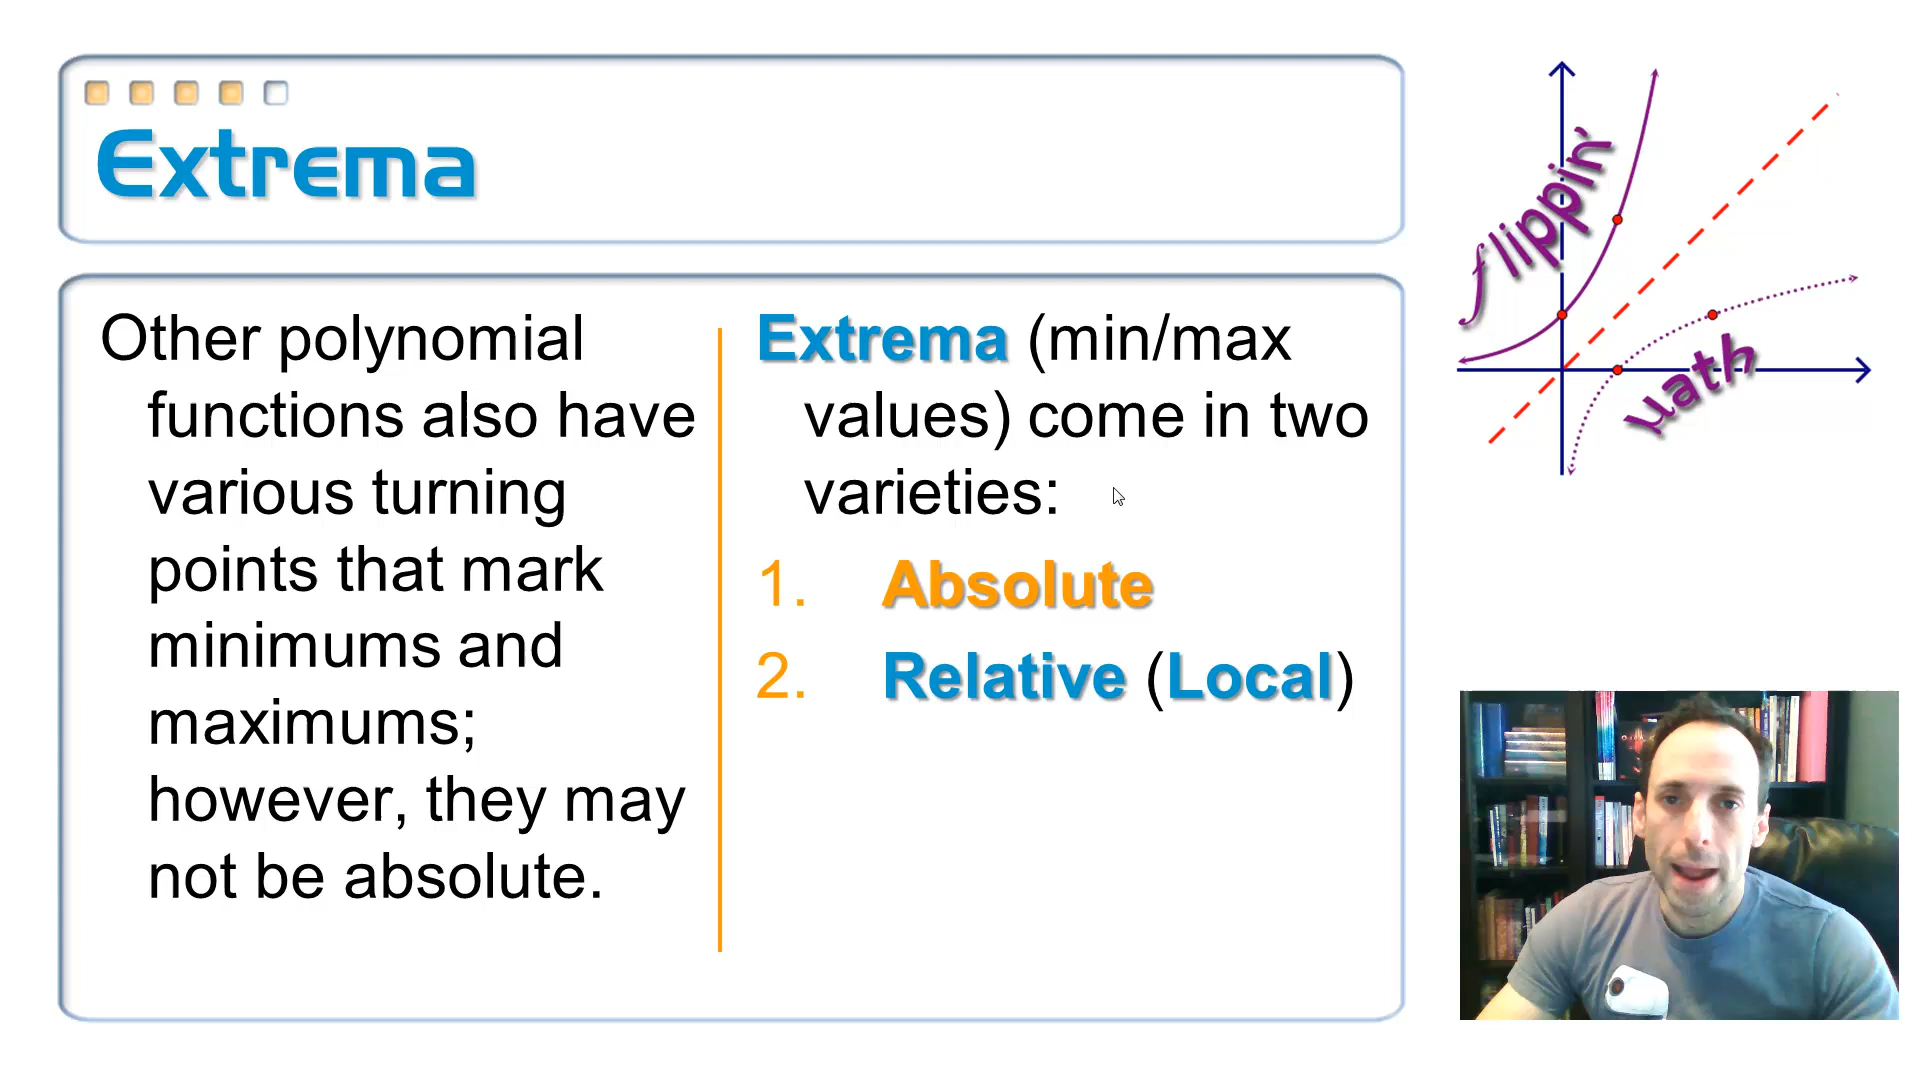 Extrema
Other polynomial
functions also have
various turning
points that mark
minimums and
maximums;
however, they may
not be absolute.
Extrema (min/max
values) come in two
varieties:
1. Absolute
2. Relative (Local)
flippin'
μath